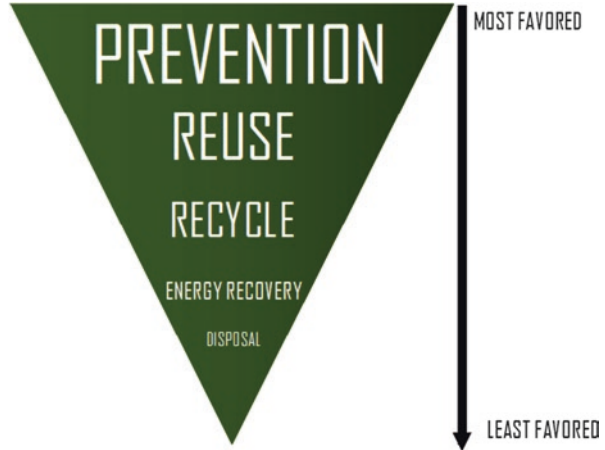 PREVENTION
MOST FAVORED
REUSE
RECYCLE
ENERGY RECOVERY
DISPOSAL
LEAST FAVORED